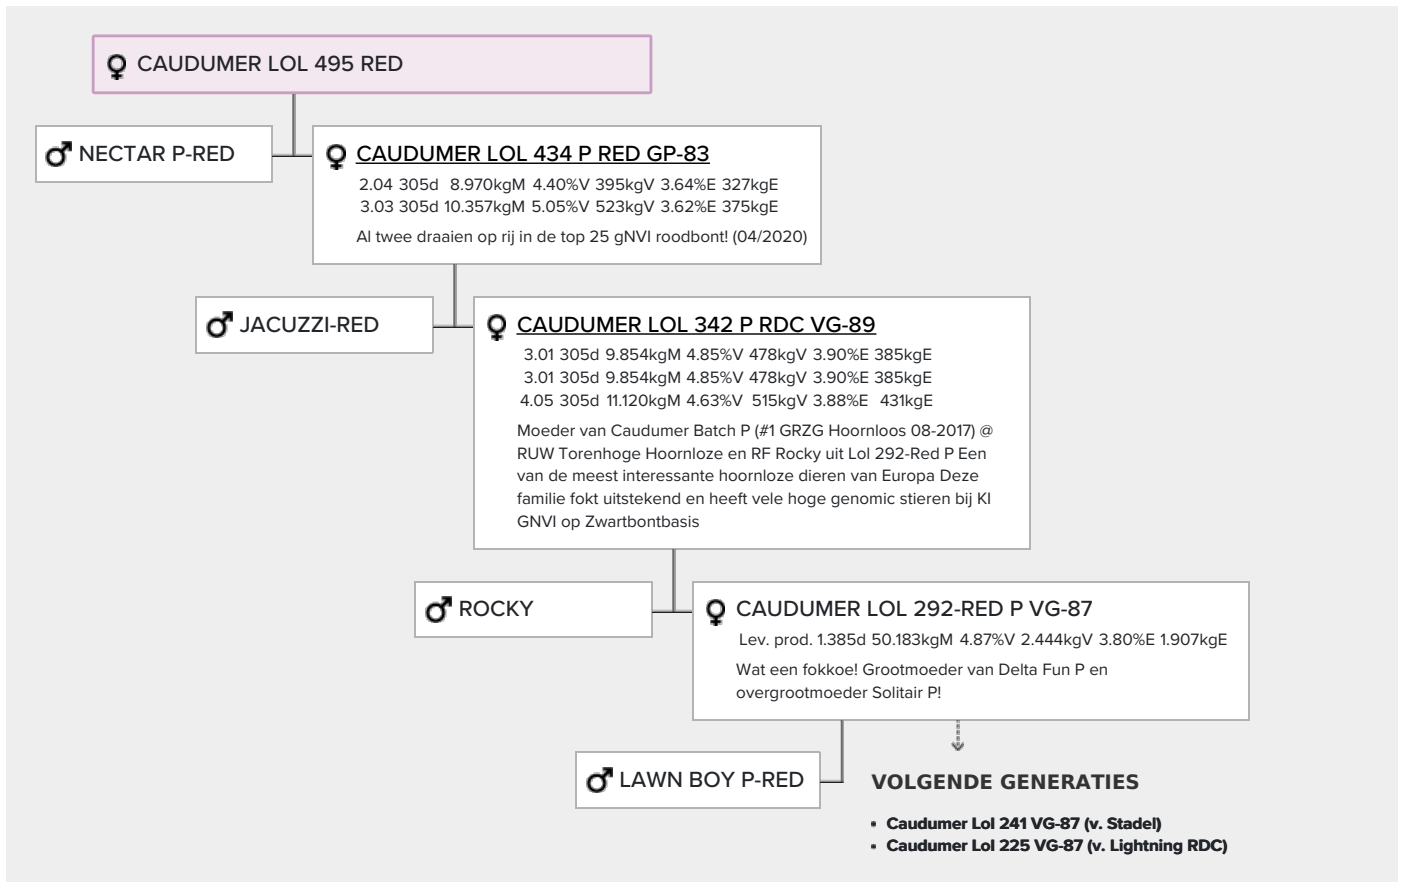 CAUDUMER LOL 495 RED
NECTAR P-RED
CAUDUMER LOL 434 P RED GP-83
2.04 305d 8.970kgM 4.40%V 395kgV 3.64%E 327kgE
3.03 305d 10.357kgM 5.05%V 523kgV 3.62%E 375kgE
Al twee draaien op rij in de top 25 gNVI roodbont! (04/2020)
JACUZZI-RED
CAUDUMER LOL 342 P RDC VG-89
3.01 305d 9.854kgM 4.85%V 478kgV 3.90%E 385kgE
3.01 305d 9.854kgM 4.85%V 478kgV 3.90%E 385kgE
4.05 305d 11.120kgM 4.63%V 515kgV 3.88%E 431kgE
Moeder van Caudumer Batch P (#1 GRZG Hoornloos 08-2017) @
RUW Torenhoge Hoornloze en RF Rocky uit Lol 292-Red P Een
van de meest interessante hoornloze dieren van Europa Deze
familie fokt uitstekend en heeft vele hoge genomic stieren bij KI
GNVI op Zwartbontbasis
ROCKY
CAUDUMER LOL 292-RED P VG-87
Lev. prod. 1.385d 50.183kgM 4.87%V 2.444kgV 3.80%E 1.907kgE
Wat een fokkoe! Grootmoeder van Delta Fun P en
overgrootmoeder Solitair P!
LAWN BOY P-RED
VOLGENDE GENERATIES
• Caudumer Lol 241 VG-87 (v. Stadel)
• Caudumer Lol 225 VG-87 (v. Lightning RDC)